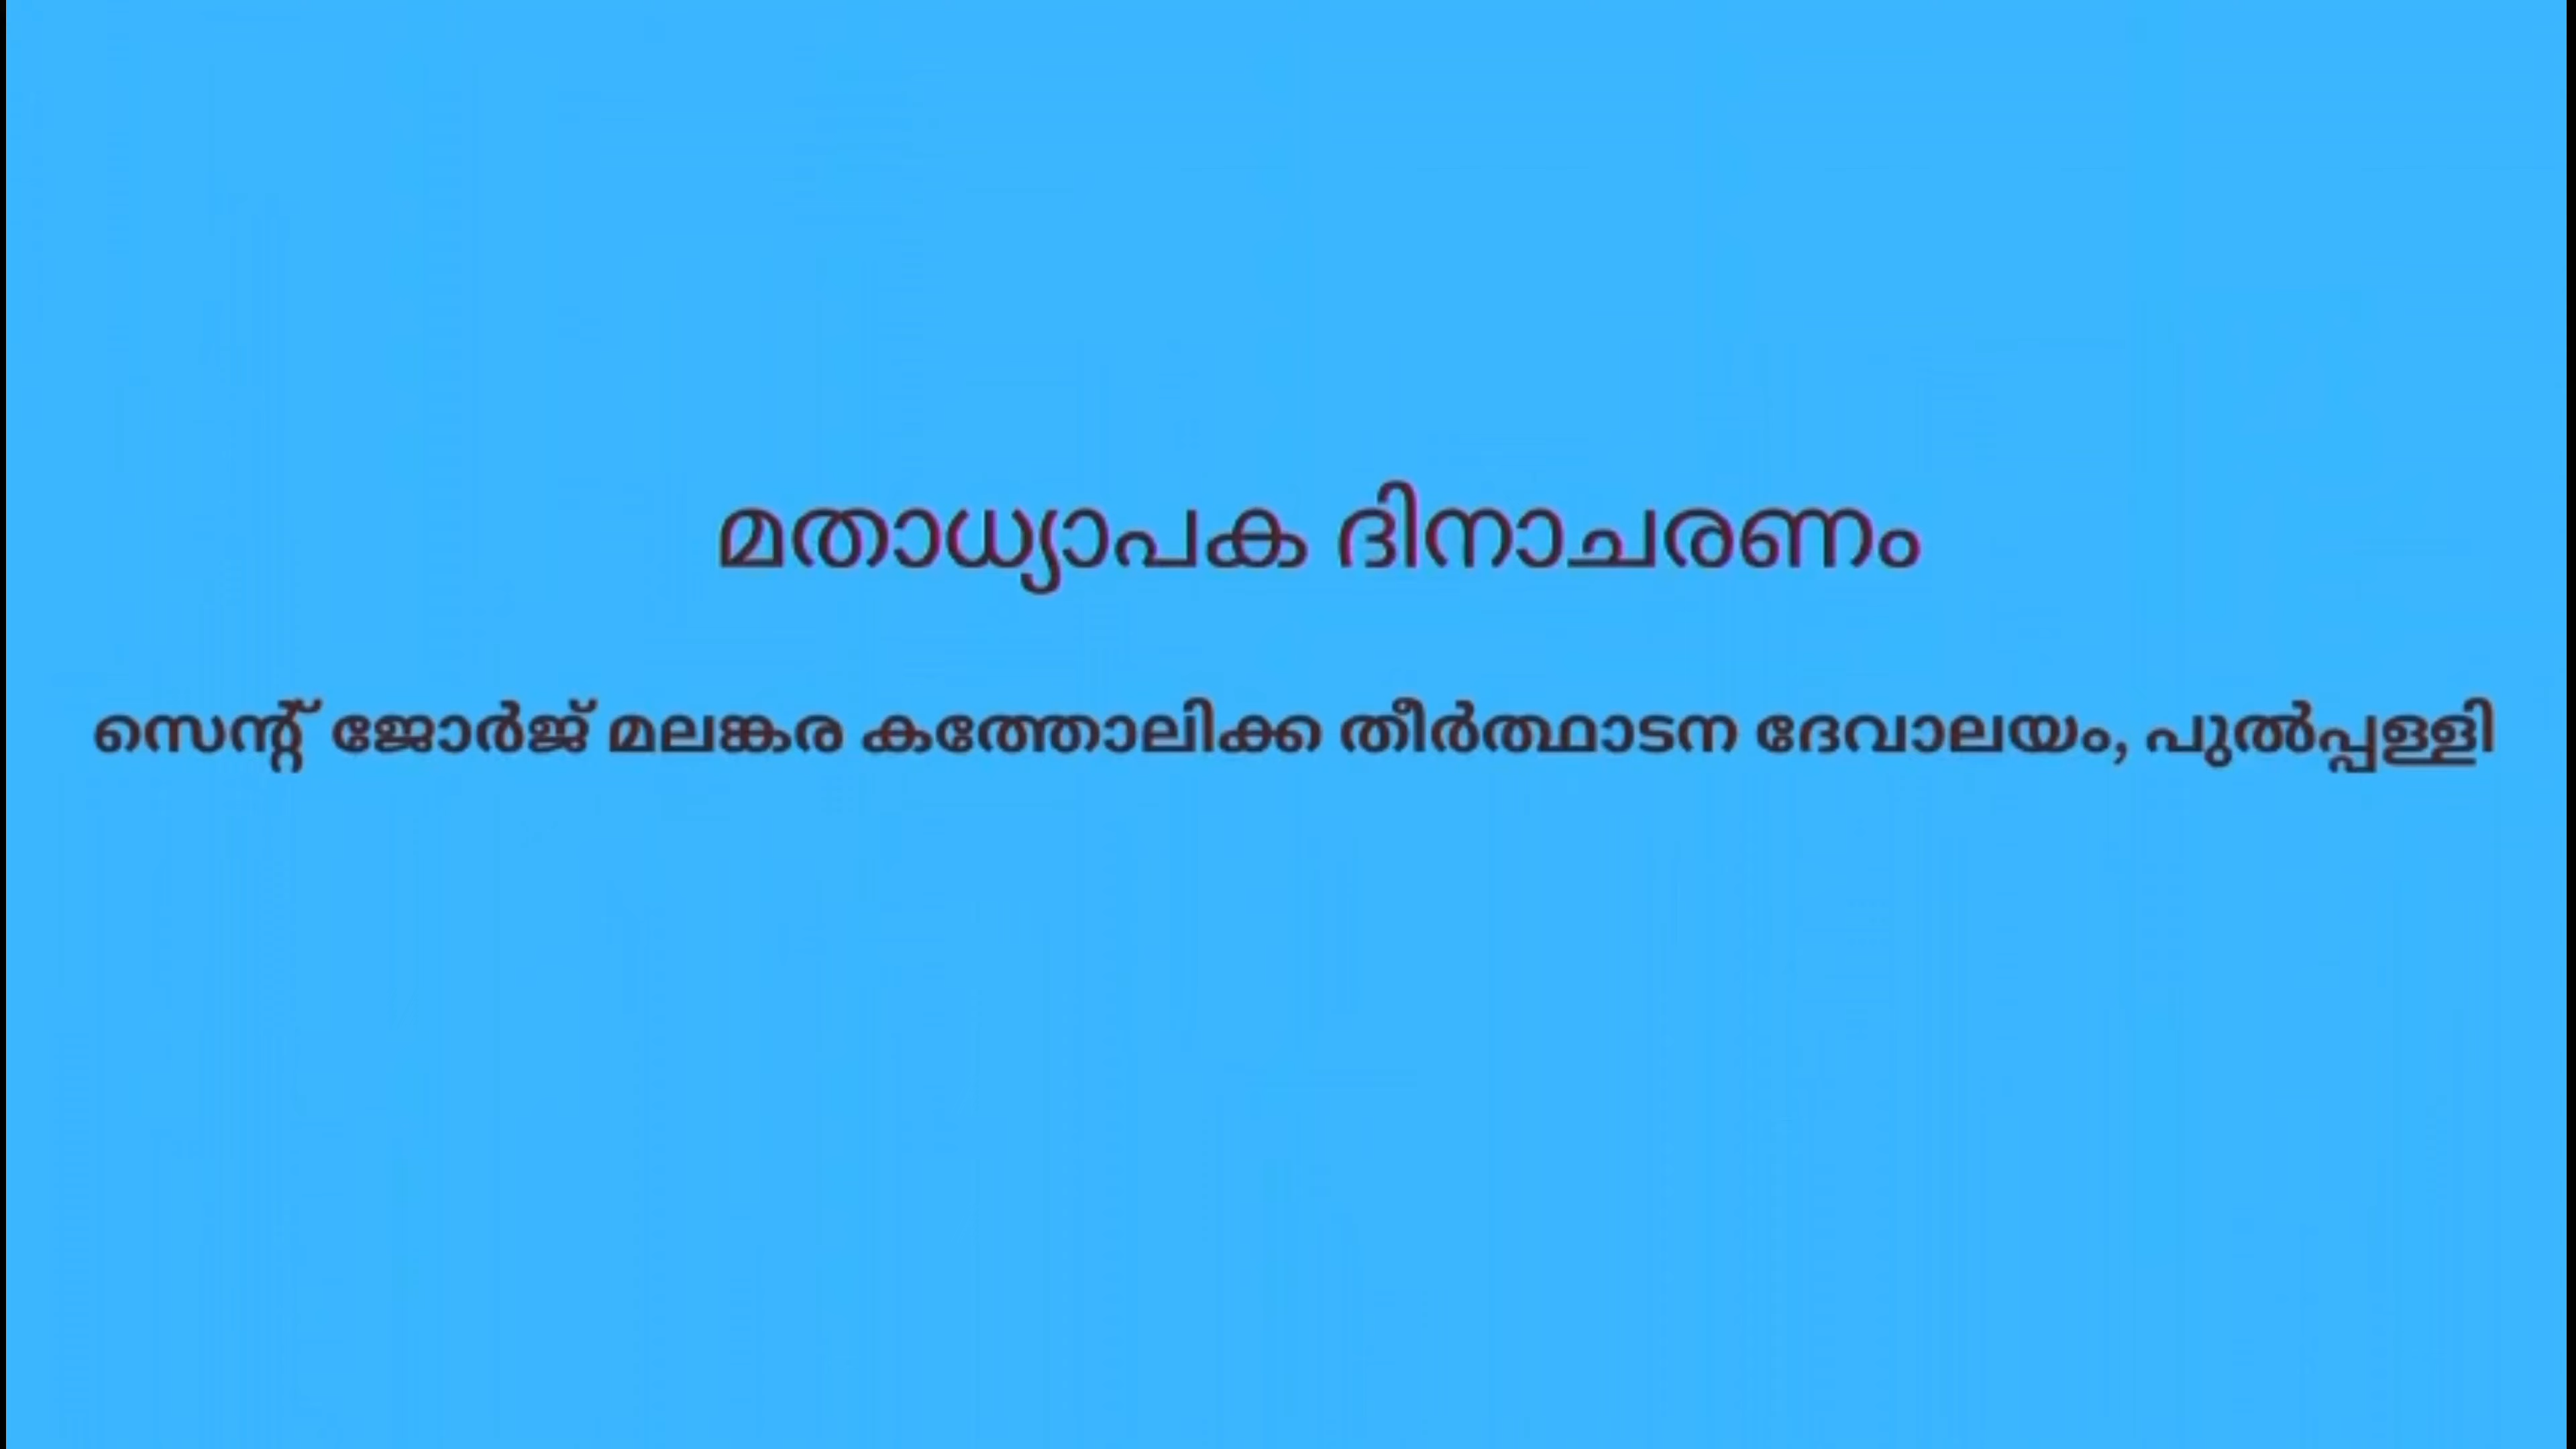 മതാധ്യാപക ദിനാചരണം
സെന്റ് ജോർജ് മലങ്കര കത്തോലിക്ക തീർത്ഥാടന ദേവാലയം, പുൽപ്പള്ളി